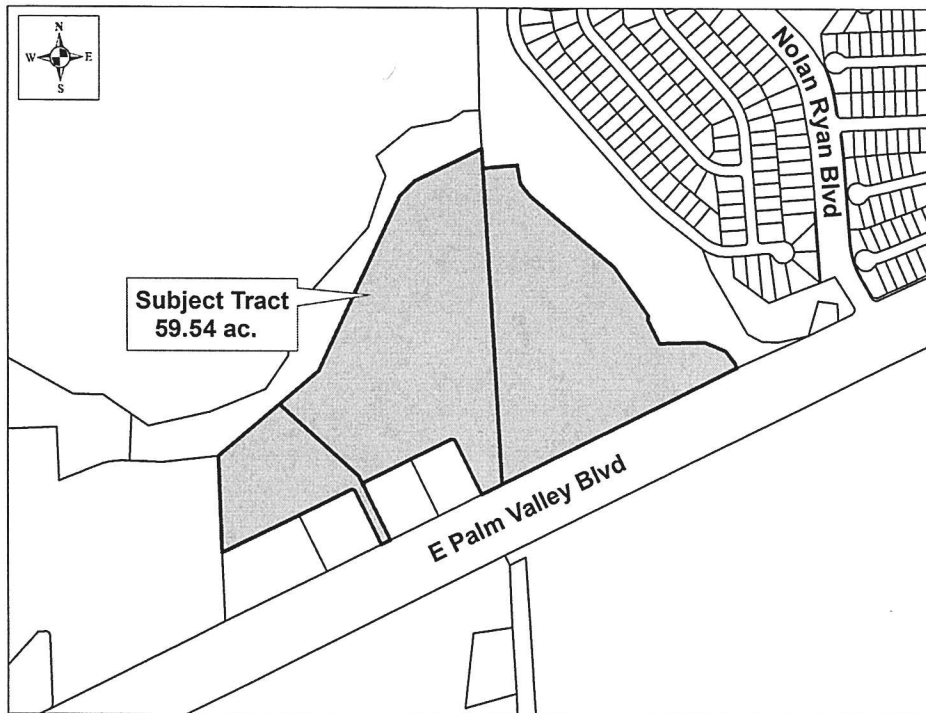 N
W E
S
Nolan Ryan Blvd
Subject Tract
59.54 ac.
E Palm Valley Blvd